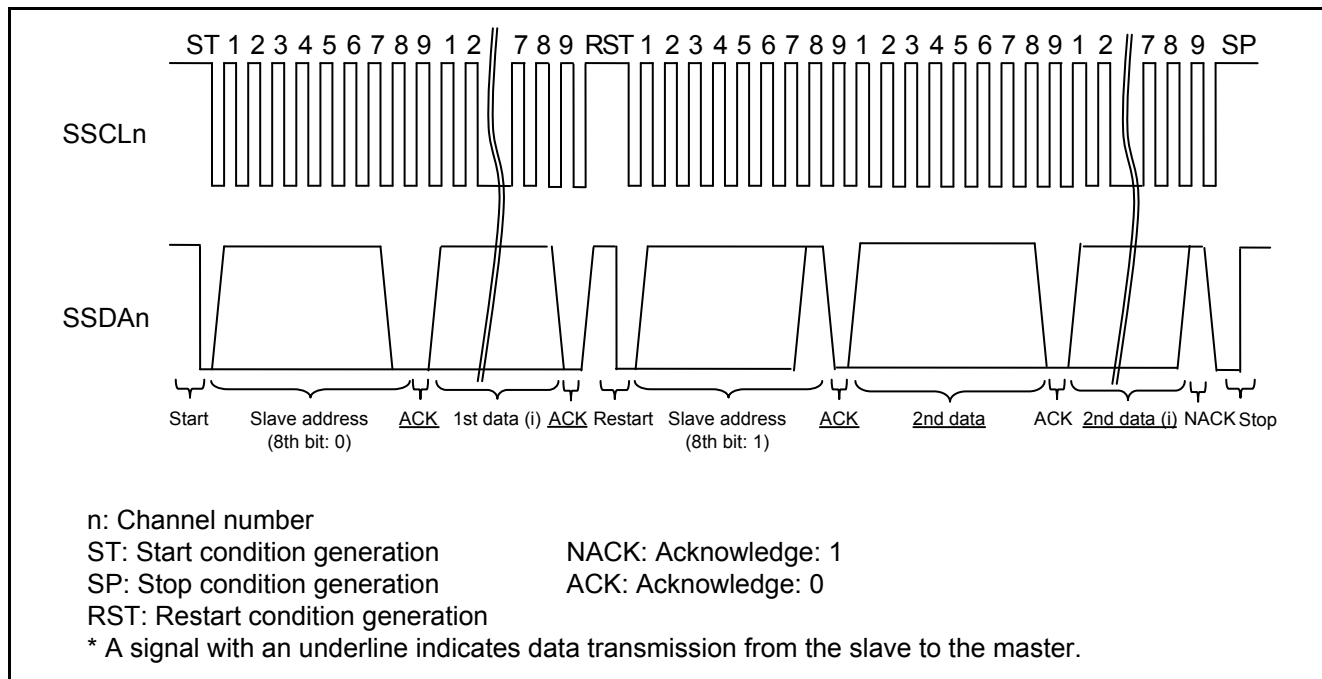 ST 1 2 3 4 5 6 7 8 9 1 2 7 8 9 RST 1 2 3 4 5 6 7 8 9 1 2 3 4 5 6 7 8 9 1 2 7 8 9 SP
SSCLn
SSDAn
Start Slave address ACK 1st data (i) ACK Restart Slave address ACK 2nd data ACK 2nd data (i) NACK Stop
(8th bit: 0) (8th bit: 1)
n: Channel number
ST: Start condition generation NACK: Acknowledge: 1
SP: Stop condition generation ACK: Acknowledge: 0
RST: Restart condition generation
* A signal with an underline indicates data transmission from the slave to the master.